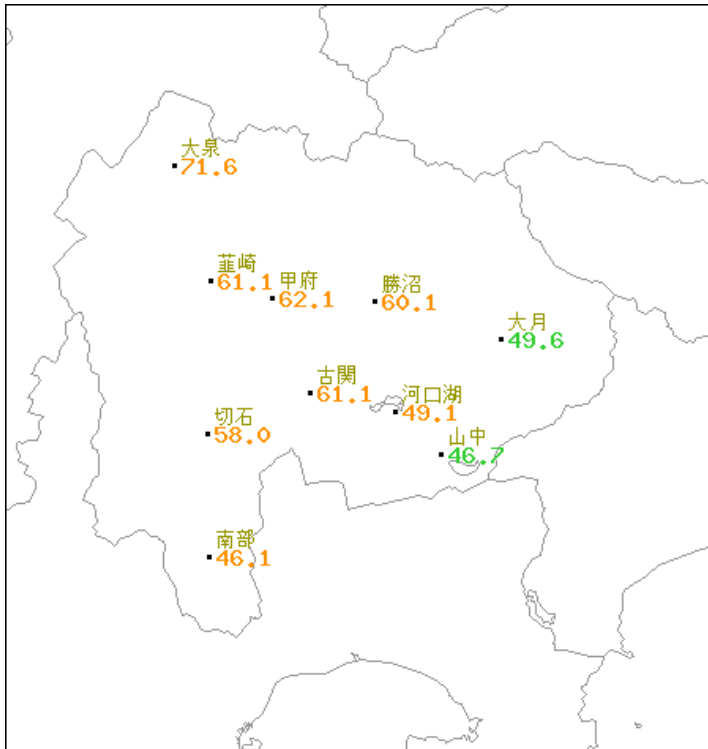 大泉
71.6
韮崎
61.1
甲府
62.1
勝沼
60.1
大月
49.6
古関
61.1
河口湖
49.1
切石
58.0
山中
46.7
南部
46.1